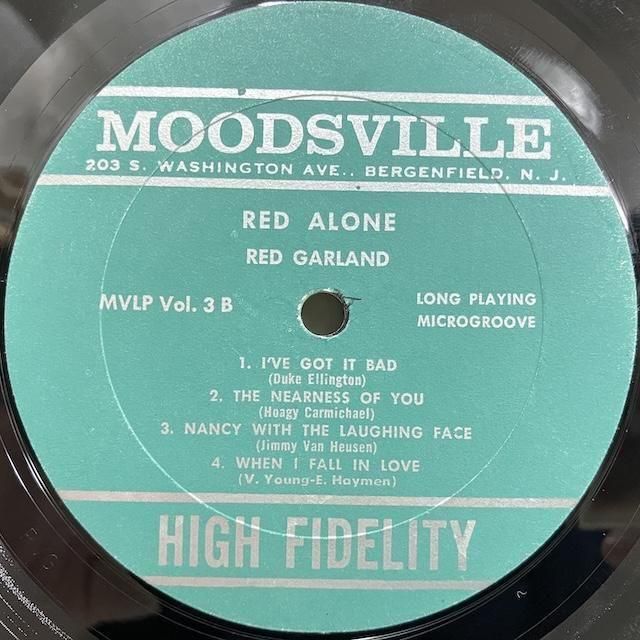 MOODSVILLE
203 S. WASHINGTON AVE., BERGENFIELD, N. J.
RED ALONE
RED GARLAND
MVLP Vol. 3 B
LONG PLAYING
MICROGROOVE
1. I'VE GOT IT BAD
(Duke Ellington)
2. THE NEARNESS OF YOU
(Hoagy Carmichael)
3. NANCY WITH THE LAUGHING FACE
(Jimmy Van Heusen)
4. WHEN I FALL IN LOVE
(V. Young-E. Haymen)
HIGH FIDELITY